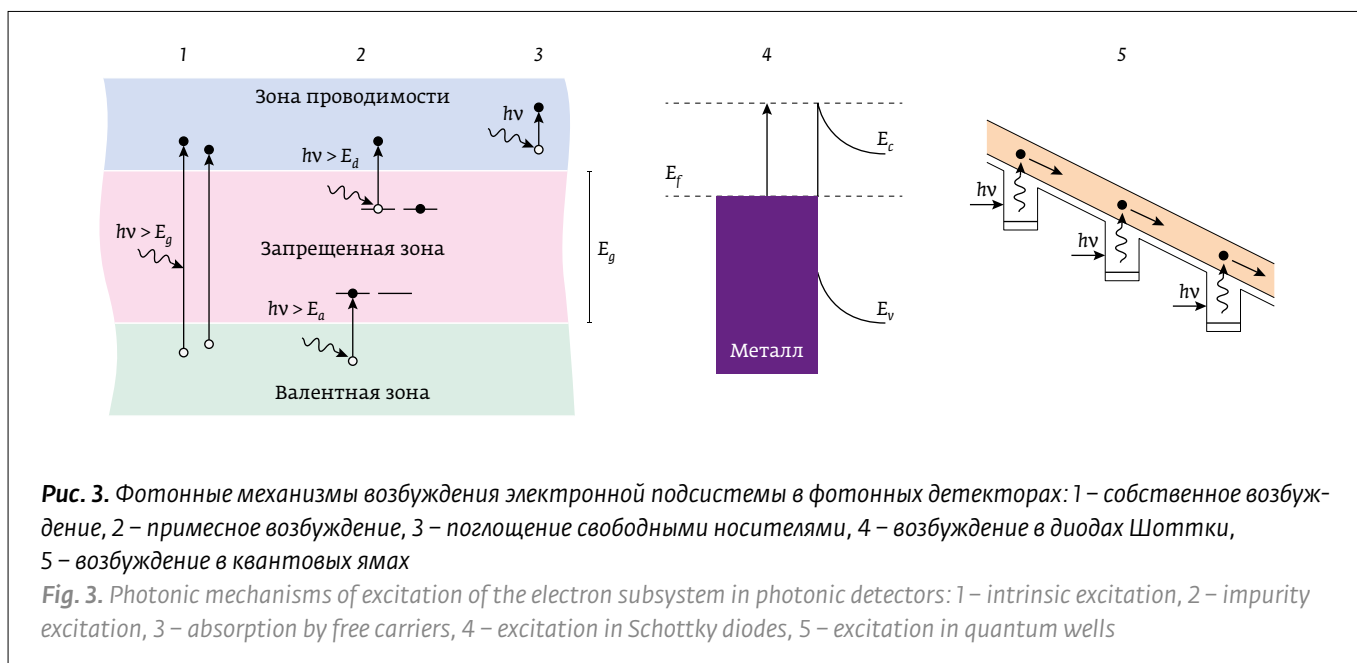 1 2 3 4 5
Зона проводимости
hν
hν > E_d
E_f
E_c
hν > E_g
Запрещенная зона
E_g
hν > E_a
E_v
Металл
Валентная зона
hν
hν
hν
Рис. 3. Фотонные механизмы возбуждения электронной подсистемы в фотонных детекторах: 1 – собственное возбуж-
дение, 2 – примесное возбуждение, 3 – поглощение свободными носителями, 4 – возбуждение в диодах Шоттки,
5 – возбуждение в квантовых ямах
Fig. 3. Photonic mechanisms of excitation of the electron subsystem in photonic detectors: 1 – intrinsic excitation, 2 – impurity
excitation, 3 – absorption by free carriers, 4 – excitation in Schottky diodes, 5 – excitation in quantum wells